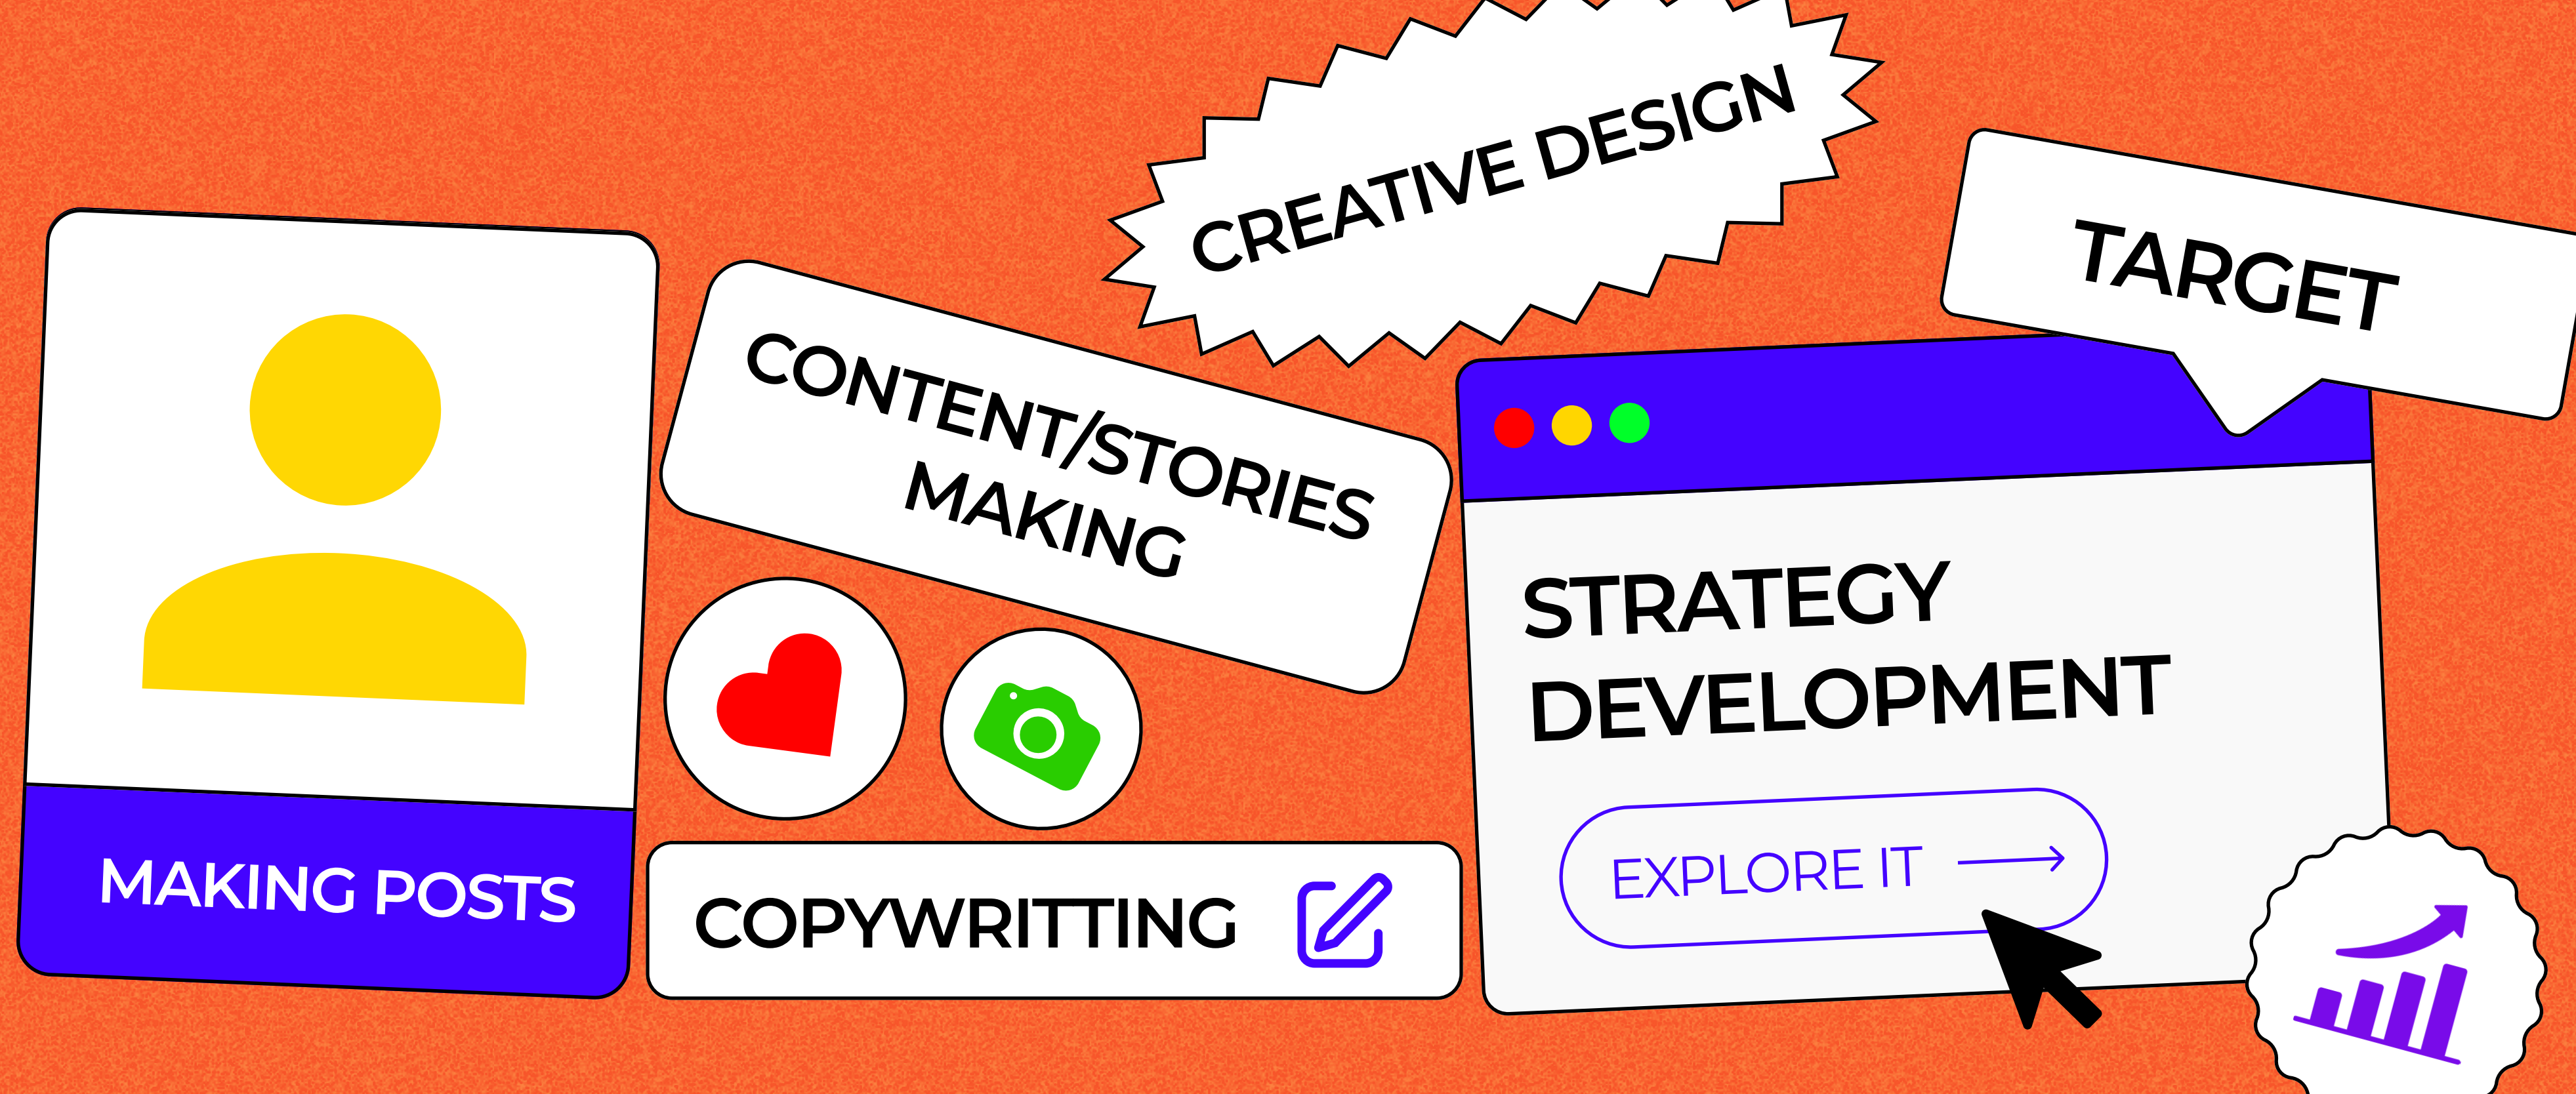 CREATIVE DESIGN
TARGET
CONTENT/STORIES
MAKING
STRATEGY
DEVELOPMENT
EXPLORE IT
MAKING POSTS
COPYWRITTING